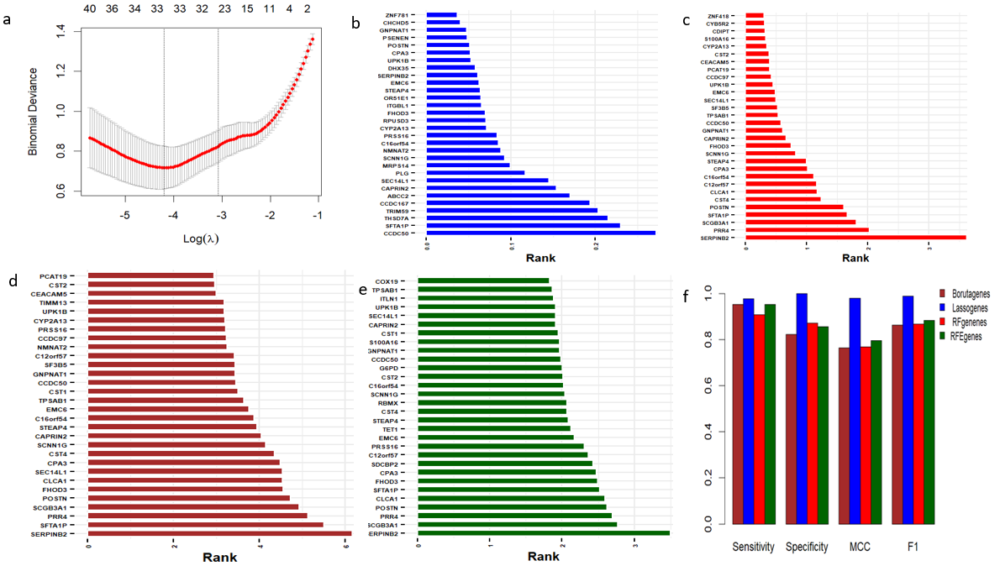 a
40 36 34 33 33 32 23 15 11 4 2
1.4
1.2
1.0
0.8
0.6
Binomial Deviance
-5 -4 -3 -2 -1
Log(λ)
b
ZNF781
CHCHD5
GNPNAT1
PSENEN
POSTN
CPA3
UPK1B
DHX35
SERPINB2
EMC6
STEAP4
OR51E1
ITGBL1
FHOD3
RPUSD3
CYP2A13
PRSS16
C16orf54
NMNAT2
SCNN1G
MRPS14
PLG
SEC14L1
CAPRIN2
ABCC2
CCDC167
TRIM59
THSD7A
SFTA1P
CCDC50
0.0 0.1 0.2
Rank
c
ZNF418
CYB5R2
CDIPT
S100A16
CYP2A13
CST2
CEACAM5
PCAT19
CCDC97
UPK1B
EMC6
SEC14L1
SF3B5
TPSAB1
CCDC50
GNPNAT1
CAPRIN2
FHOD3
SCNN1G
STEAP4
CPA3
C16orf54
C12orf57
CLCA1
CST4
POSTN
SFTA1P
SCGB3A1
PRR4
SERPINB2
0 1 2 3
Rank
d
PCAT19
CST2
CEACAM5
TIMM13
UPK1B
CYP2A13
PRSS16
CCDC97
NMNAT2
C12orf57
SF3B5
GNPNAT1
CCDC50
CST1
TPSAB1
EMC6
C16orf54
STEAP4
CAPRIN2
SCNN1G
CST4
CPA3
SEC14L1
CLCA1
FHOD3
POSTN
SCGB3A1
PRR4
SFTA1P
SERPINB2
0 2 4 6
Rank
e
COX19
TPSAB1
ITLN1
UPK1B
SEC14L1
CAPRIN2
CST1
S100A16
GNPNAT1
CCDC50
G6PD
CST2
C16orf54
SCNN1G
RBMX
CST4
STEAP4
TET1
EMC6
PRSS16
C12orf57
SDCBP2
CPA3
FHOD3
SFTA1P
CLCA1
POSTN
PRR4
SCGB3A1
SERPINB2
0 1 2 3
Rank
f
1.0
0.8
0.6
0.4
0.2
0.0
Sensitivity Specificity MCC F1
Borutagenes
Lassogenes
RFgenenes
RFEgenes